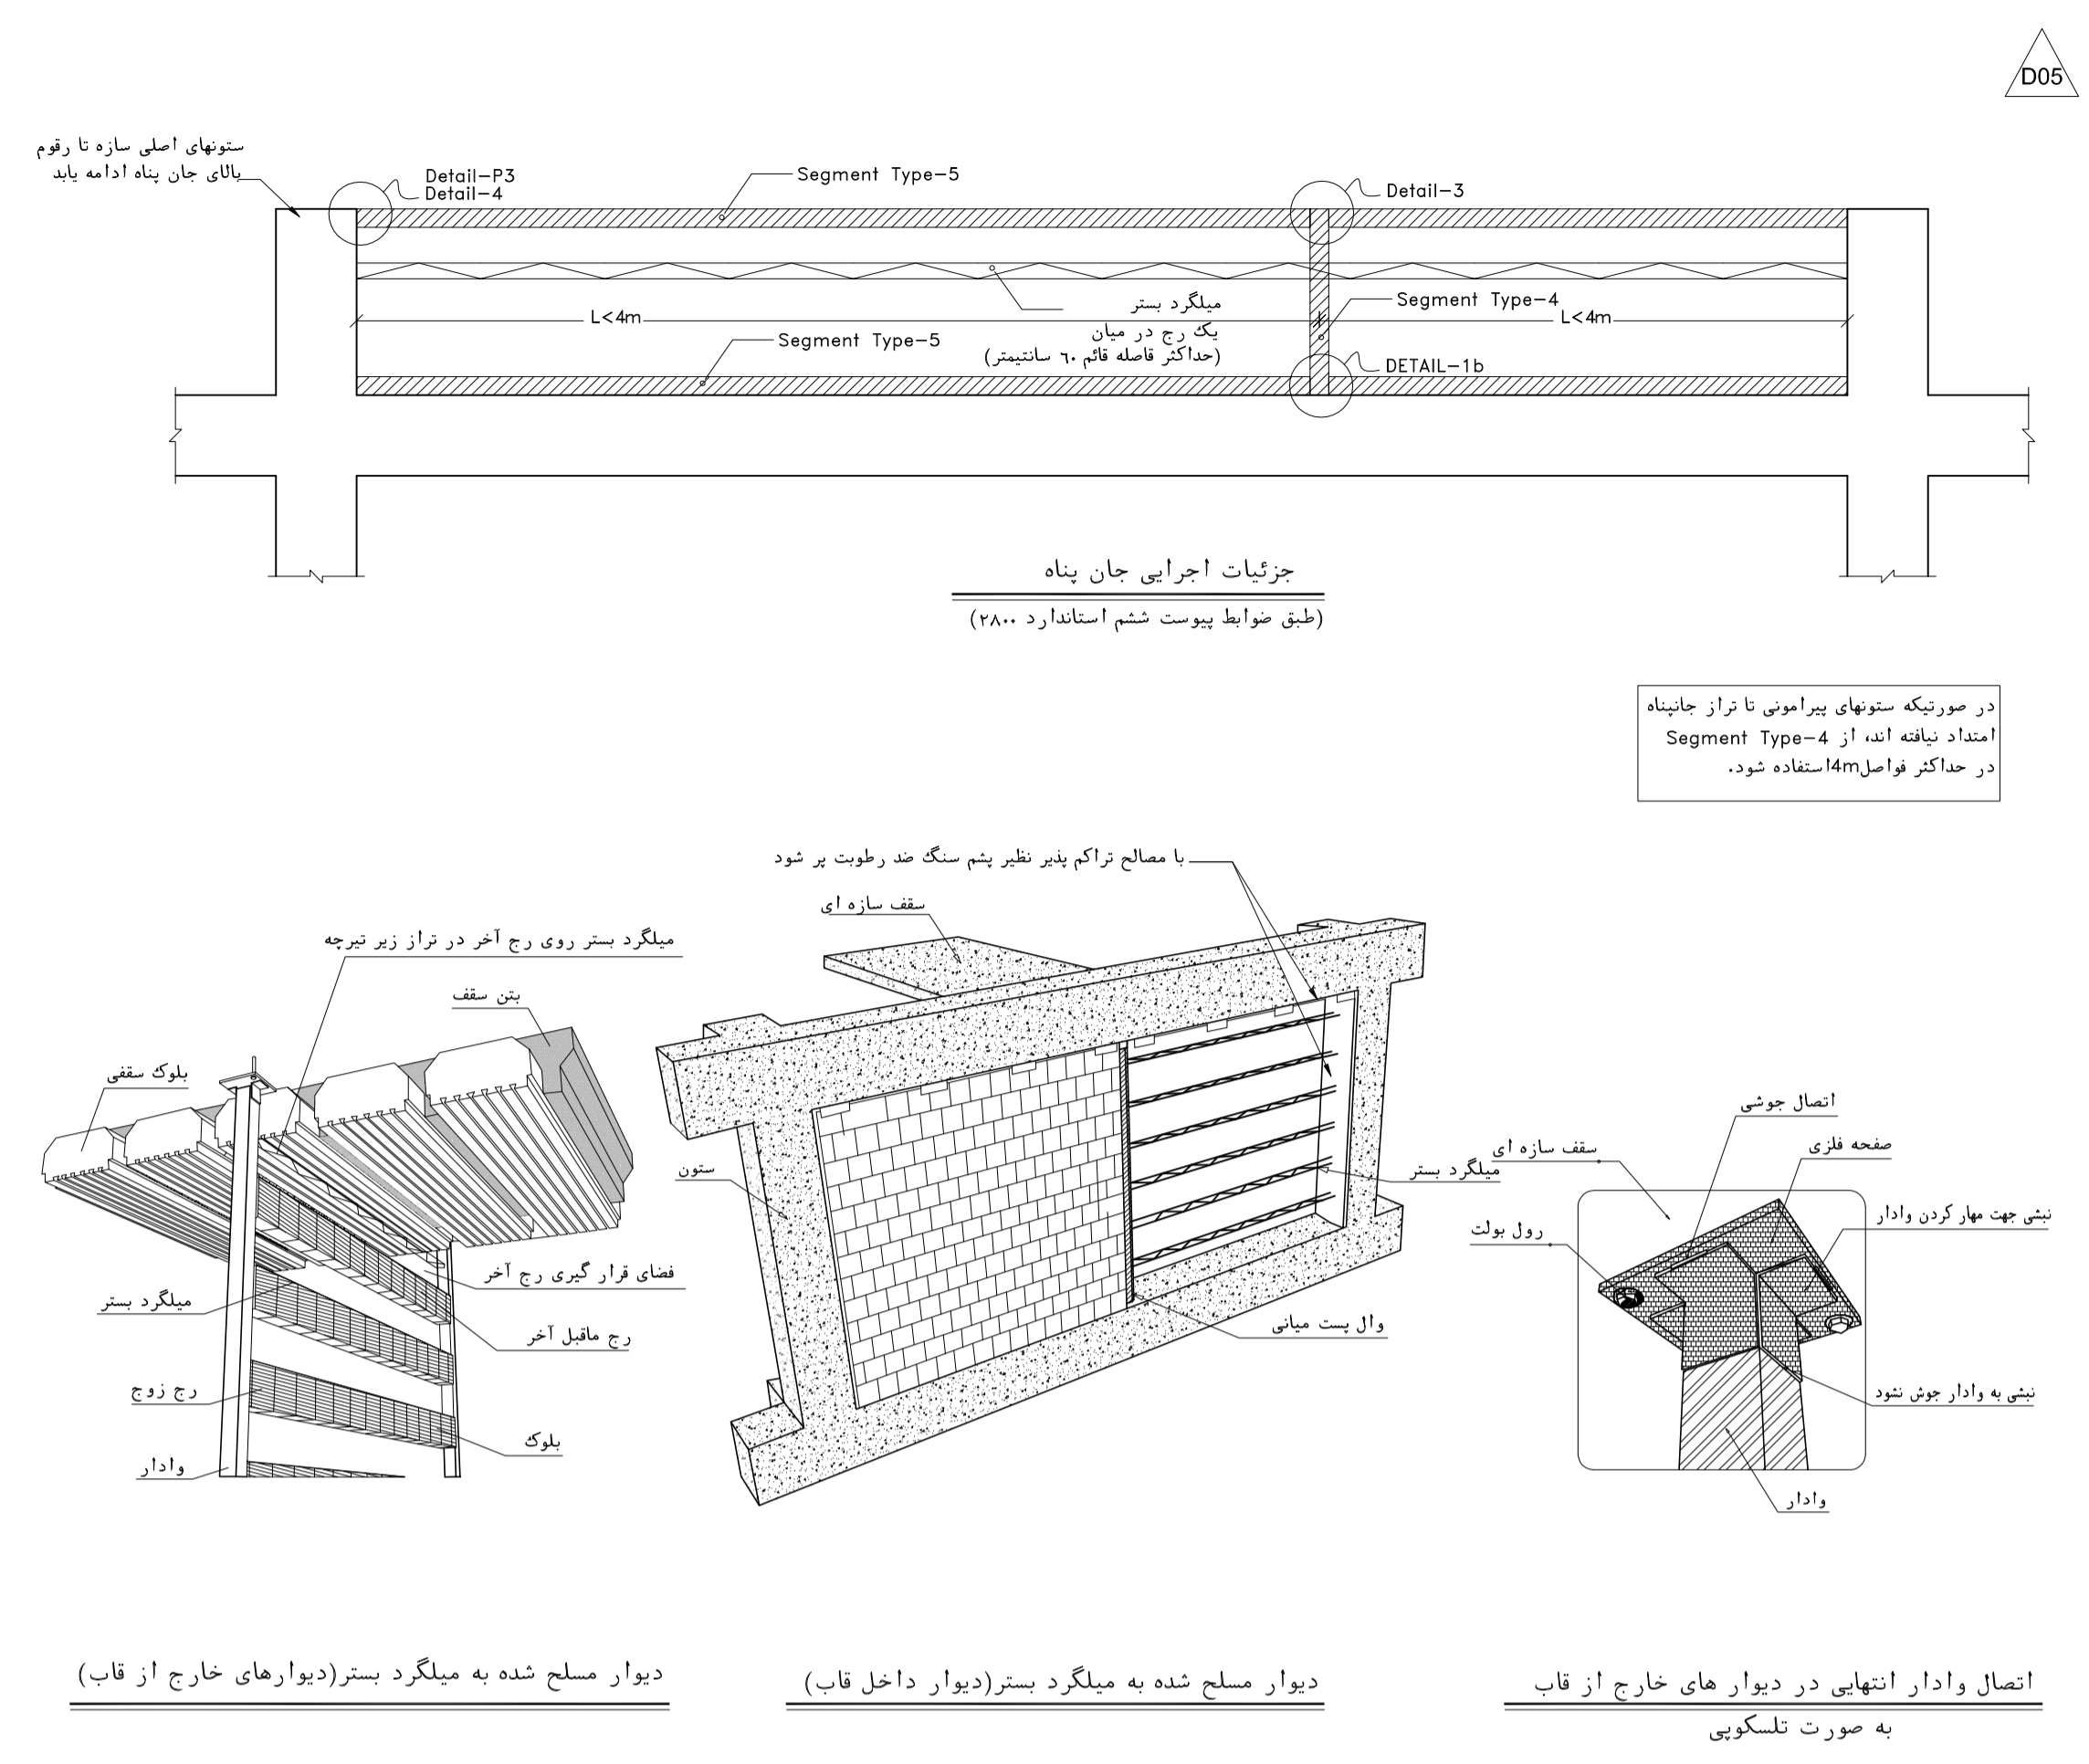 D05
ستونهای اصلی سازه تا رقوم
بالای جان پناه ادامه یابد
Detail-P3
Detail-4
Segment Type-5
Detail-3
میلگرد بستر
یک رج در میان
(حداکثر قاصله قائم ٦٠ سانتیمتر)
Segment Type-4
L<4m
L<4m
Segment Type-5
DETAIL-1b
جزئیات اجرایی جان پناه
(طبق ضوابط پیوست ششم استاندارد ٢٨٠٠)
در صورتیکه ستونهای پیرامونی تا تراز جانپناه
امتداد نیافته اند، از Segment Type-4
در حداکثر فواصل4mاستفاده شود.
میلگرد بستر روی رج آخر در تراز زیر تیرچه
بتن سقف
بلوک سقفی
فضای قرار گیری رج آخر
میلگرد بستر
رج ماقبل آخر
رج زوج
بلوک
وادار
دیوار مسلح شده به میلگرد بستر(دیوارهای خارج از قاب)
با مصالح تراکم پذیر نظیر پشم سنگ ضد رطوبت پر شود
سقف سازه ای
ستون
میلگرد بستر
وال پست میانی
دیوار مسلح شده به میلگرد بستر(دیوار داخل قاب)
اتصال جوشی
سقف سازه ای
صفحه فلزی
نبشی جهت مهار کردن وادار
رول بولت
نبشی به وادار جوش نشود
وادار
اتصال وادار انتهایی در دیوار های خارج از قاب
به صورت تلسکوپی